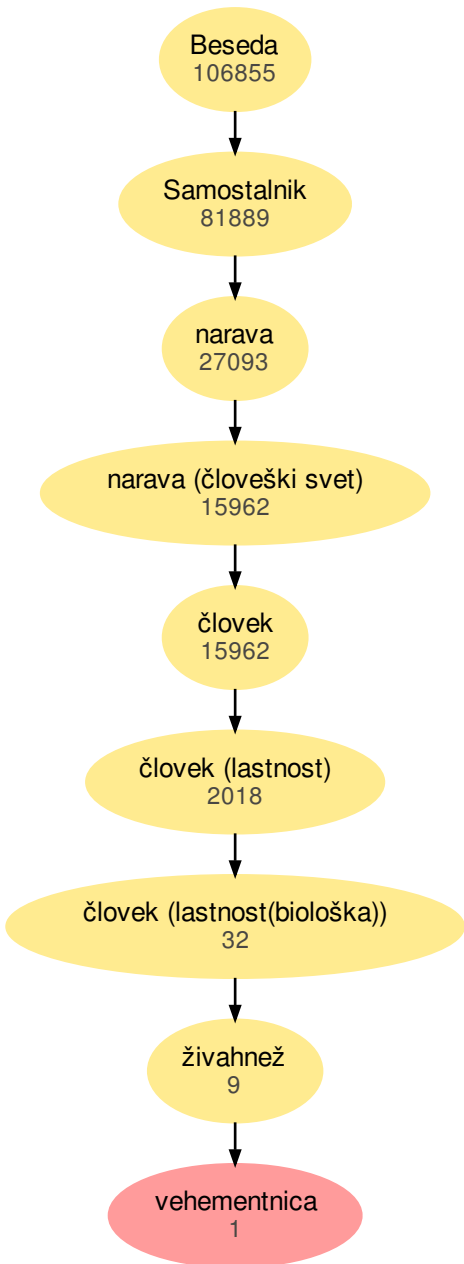 Beseda
106855
Samostalnik
81889
narava
27093
narava (človeški svet)
15962
človek
15962
človek (lastnost)
2018
človek (lastnost(biološka))
32
živahnež
9
vehementnica
1